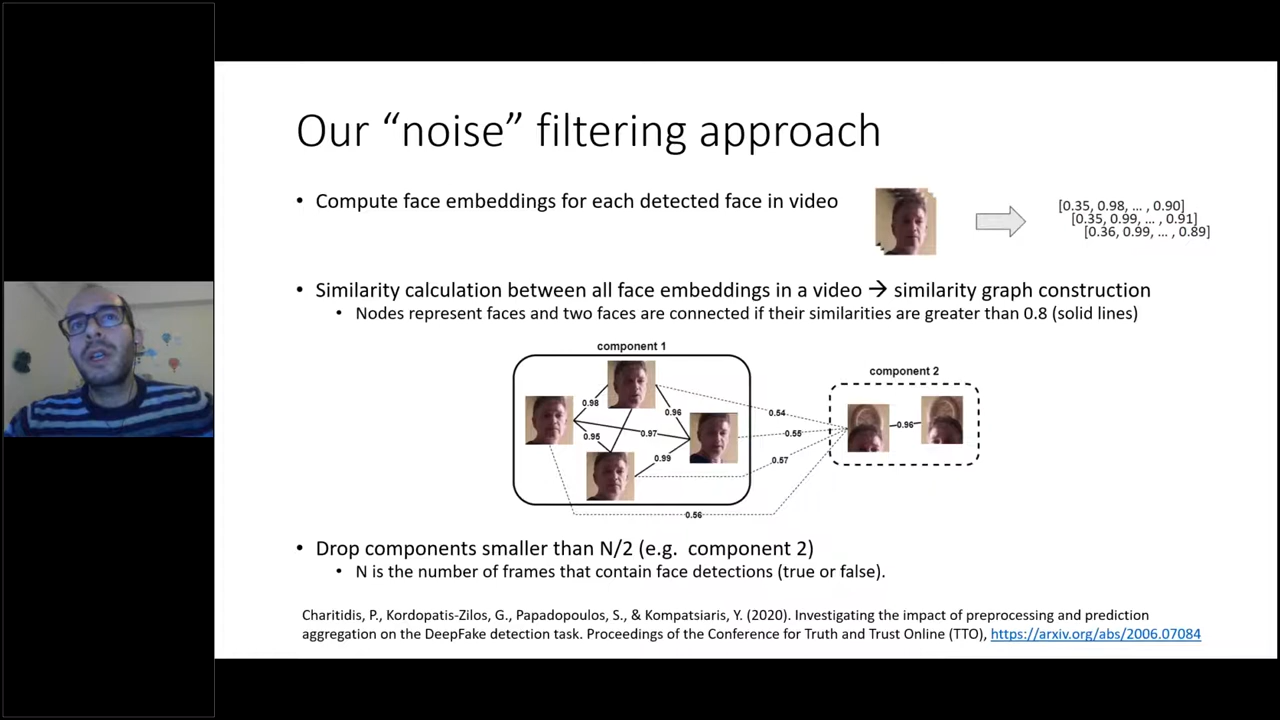 Our “noise” filtering approach
• Compute face embeddings for each detected face in video
[0.35, 0.98, … , 0.90]
[0.35, 0.99, … , 0.91]
[0.36, 0.99, … , 0.89]
• Similarity calculation between all face embeddings in a video → similarity graph construction
• Nodes represent faces and two faces are connected if their similarities are greater than 0.8 (solid lines)
component 1
component 2
0.98
0.96
0.95
0.97
0.99
0.54
0.55
0.57
0.56
0.96
• Drop components smaller than N/2 (e.g.  component 2)
• N is the number of frames that contain face detections (true or false).
Charitidis, P., Kordopatis-Zilos, G., Papadopoulos, S., & Kompatsiaris, Y. (2020). Investigating the impact of preprocessing and prediction
aggregation on the DeepFake detection task. Proceedings of the Conference for Truth and Trust Online (TTO), https://arxiv.org/abs/2006.07084